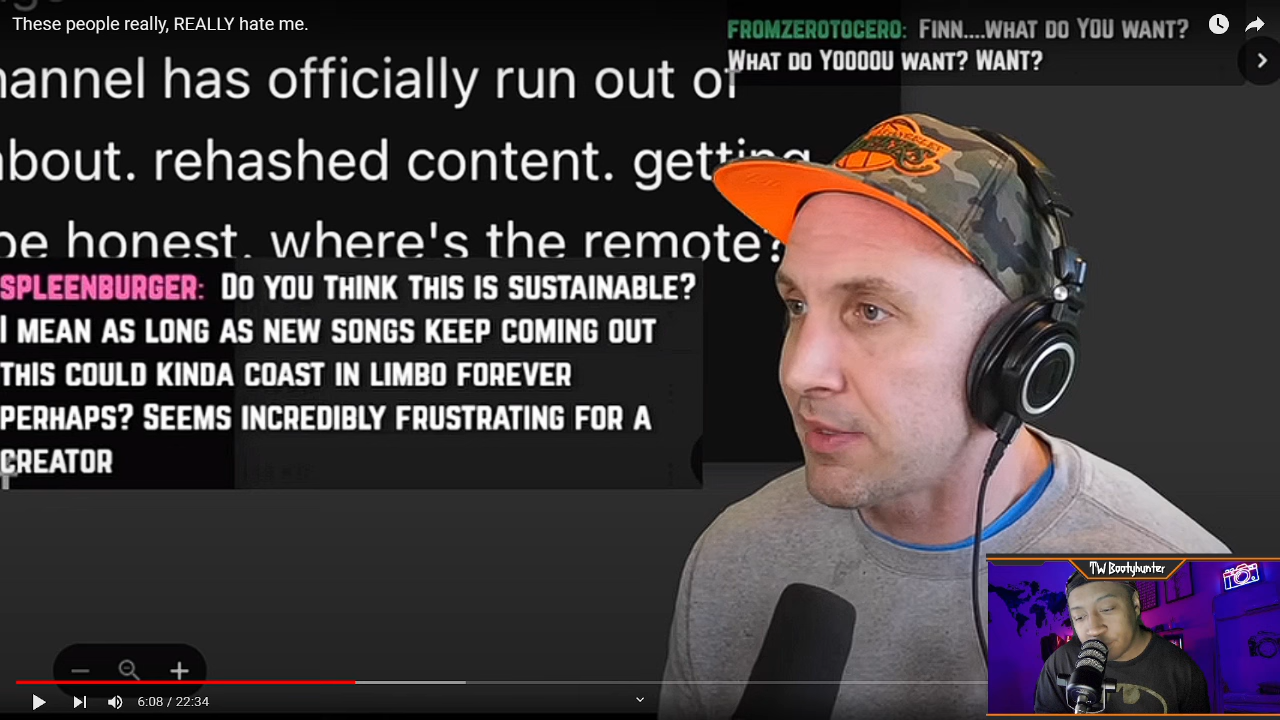 These people really, REALLY hate me.
FROMZEROTOCERO: FINN....WHAT DO YOU WANT?
WHAT DO YOOOOU WANT? WANT?
hannel has officially run out of
about. rehashed content. getting
be honest. where's the remote?
SPLEENBURGER: DO YOU THINK THIS IS SUSTAINABLE?
I MEAN AS LONG AS NEW SONGS KEEP COMING OUT
THIS COULD KINDA COAST IN LIMBO FOREVER
PERHAPS? SEEMS INCREDIBLY FRUSTRATING FOR A
CREATOR
TW Bootyhunter
6:08 / 22:34